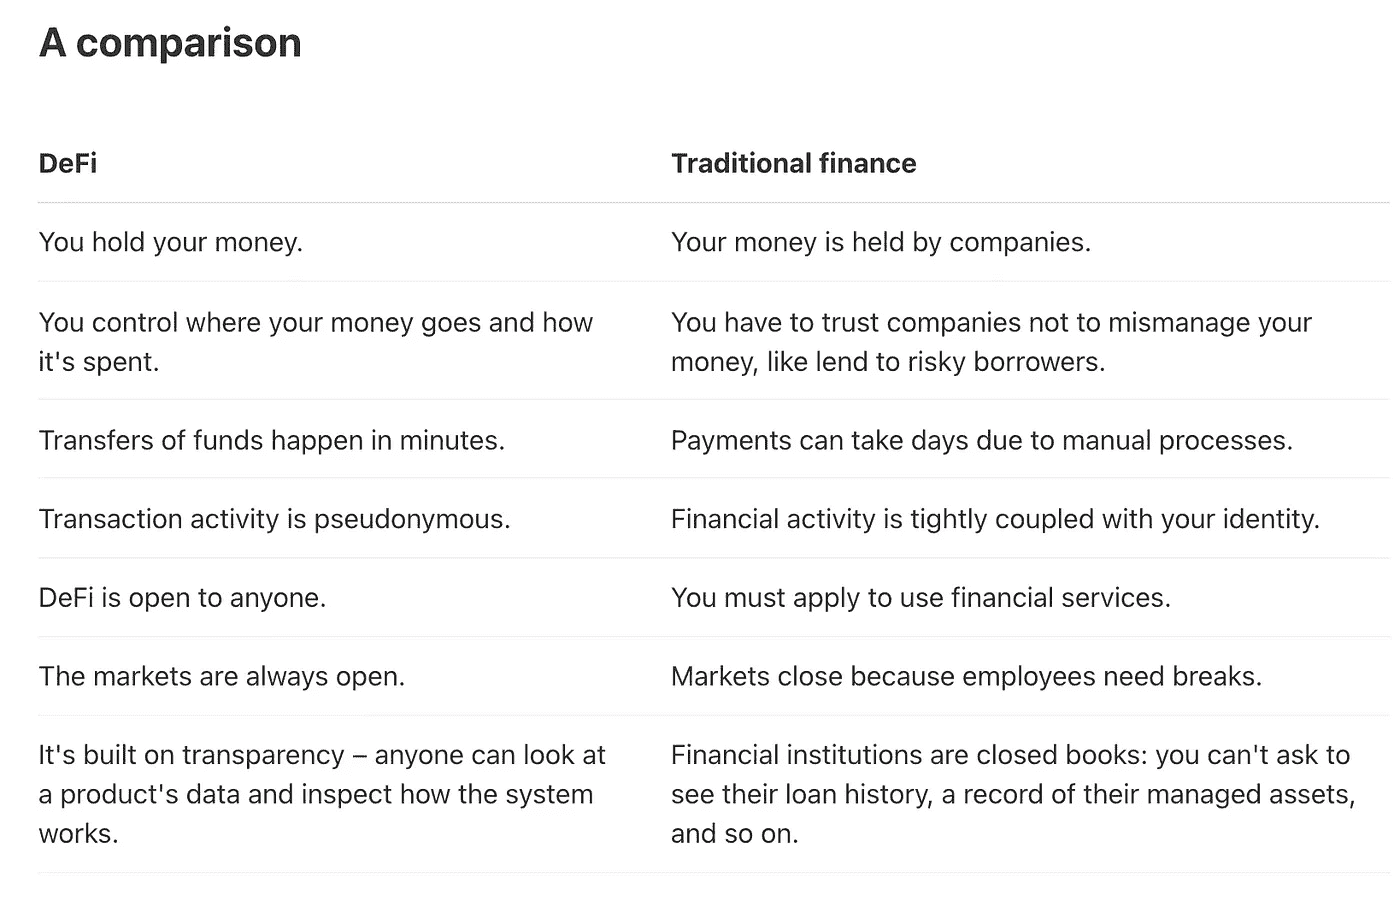 A comparison
DeFi
Traditional finance
You hold your money.
Your money is held by companies.
You control where your money goes and how
it's spent.
You have to trust companies not to mismanage your
money, like lend to risky borrowers.
Transfers of funds happen in minutes.
Payments can take days due to manual processes.
Transaction activity is pseudonymous.
Financial activity is tightly coupled with your identity.
DeFi is open to anyone.
You must apply to use financial services.
The markets are always open.
Markets close because employees need breaks.
It's built on transparency – anyone can look at
a product's data and inspect how the system
works.
Financial institutions are closed books: you can't ask to
see their loan history, a record of their managed assets,
and so on.